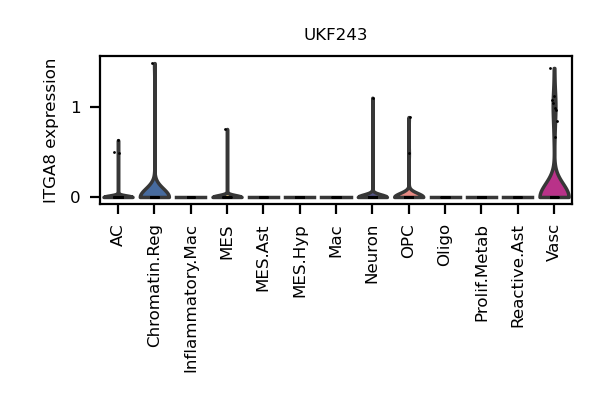 UKF243
ITGA8 expression
1
0
AC
Chromatin.Reg
Inflammatory.Mac
MES
MES.Ast
MES.Hyp
Mac
Neuron
OPC
Oligo
Prolif.Metab
Reactive.Ast
Vasc